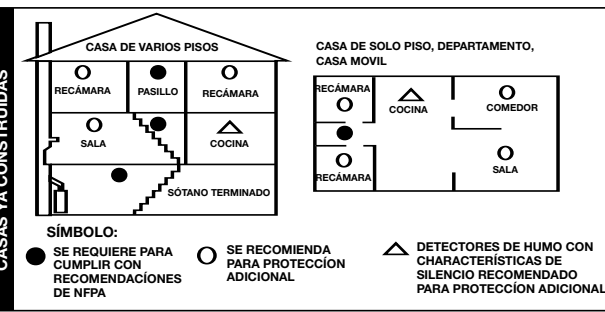 CASAS YA CONSTRUIDAS
CASA DE VARIOS PISOS
RECÁMARA
PASILLO
RECÁMARA
SALA
COCINA
SÓTANO TERMINADO
CASA DE SOLO PISO, DEPARTAMENTO,
CASA MOVIL
RECÁMARA
COCINA
COMEDOR
RECÁMARA
SALA
SÍMBOLO:
SE REQUIERE PARA
CUMPLIR CON
RECOMENDACÍONES
DE NFPA
SE RECOMIENDA
PARA PROTECCÍON
ADICIONAL
DETECTORES DE HUMO CON
CHARACTERÍSTICAS DE
SILENCIO RECOMENDADO
PARA PROTECCÍON ADICIONAL